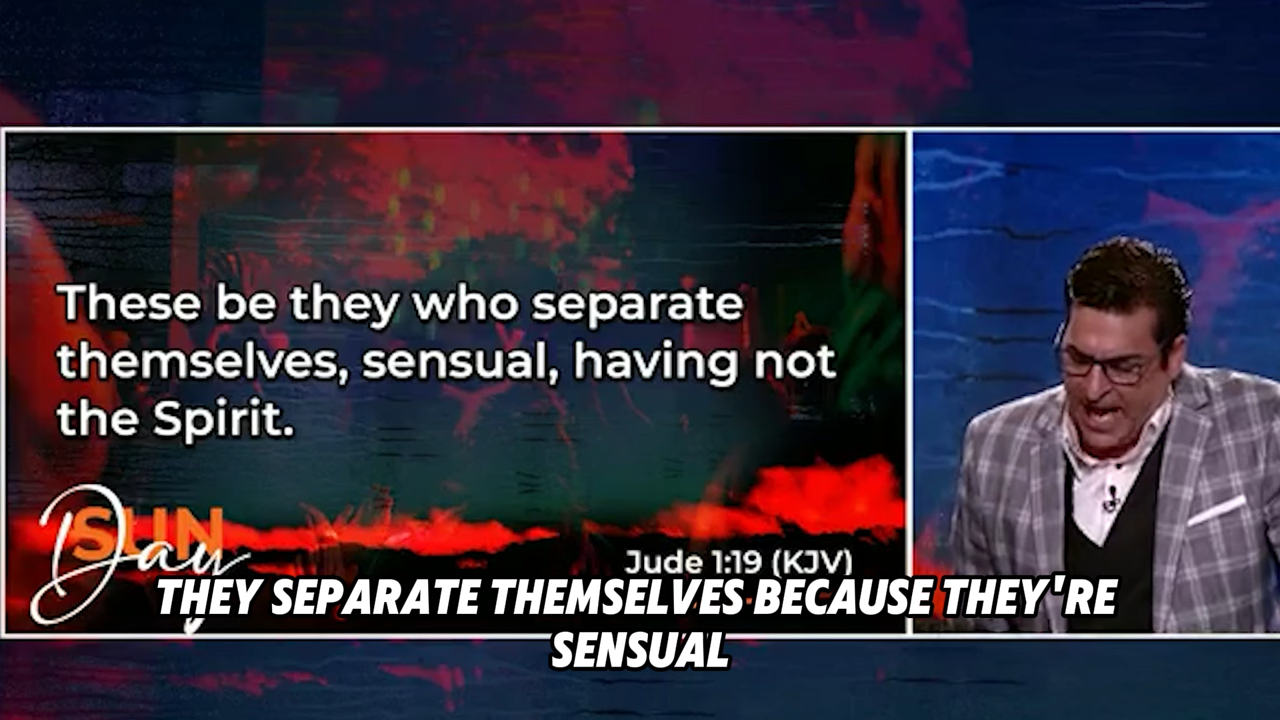 These be they who separate
themselves, sensual, having not
the Spirit.
SUN
Day
Jude 1:19 (KJV)
THEY SEPARATE THEMSELVES BECAUSE THEY'RE
SENSUAL